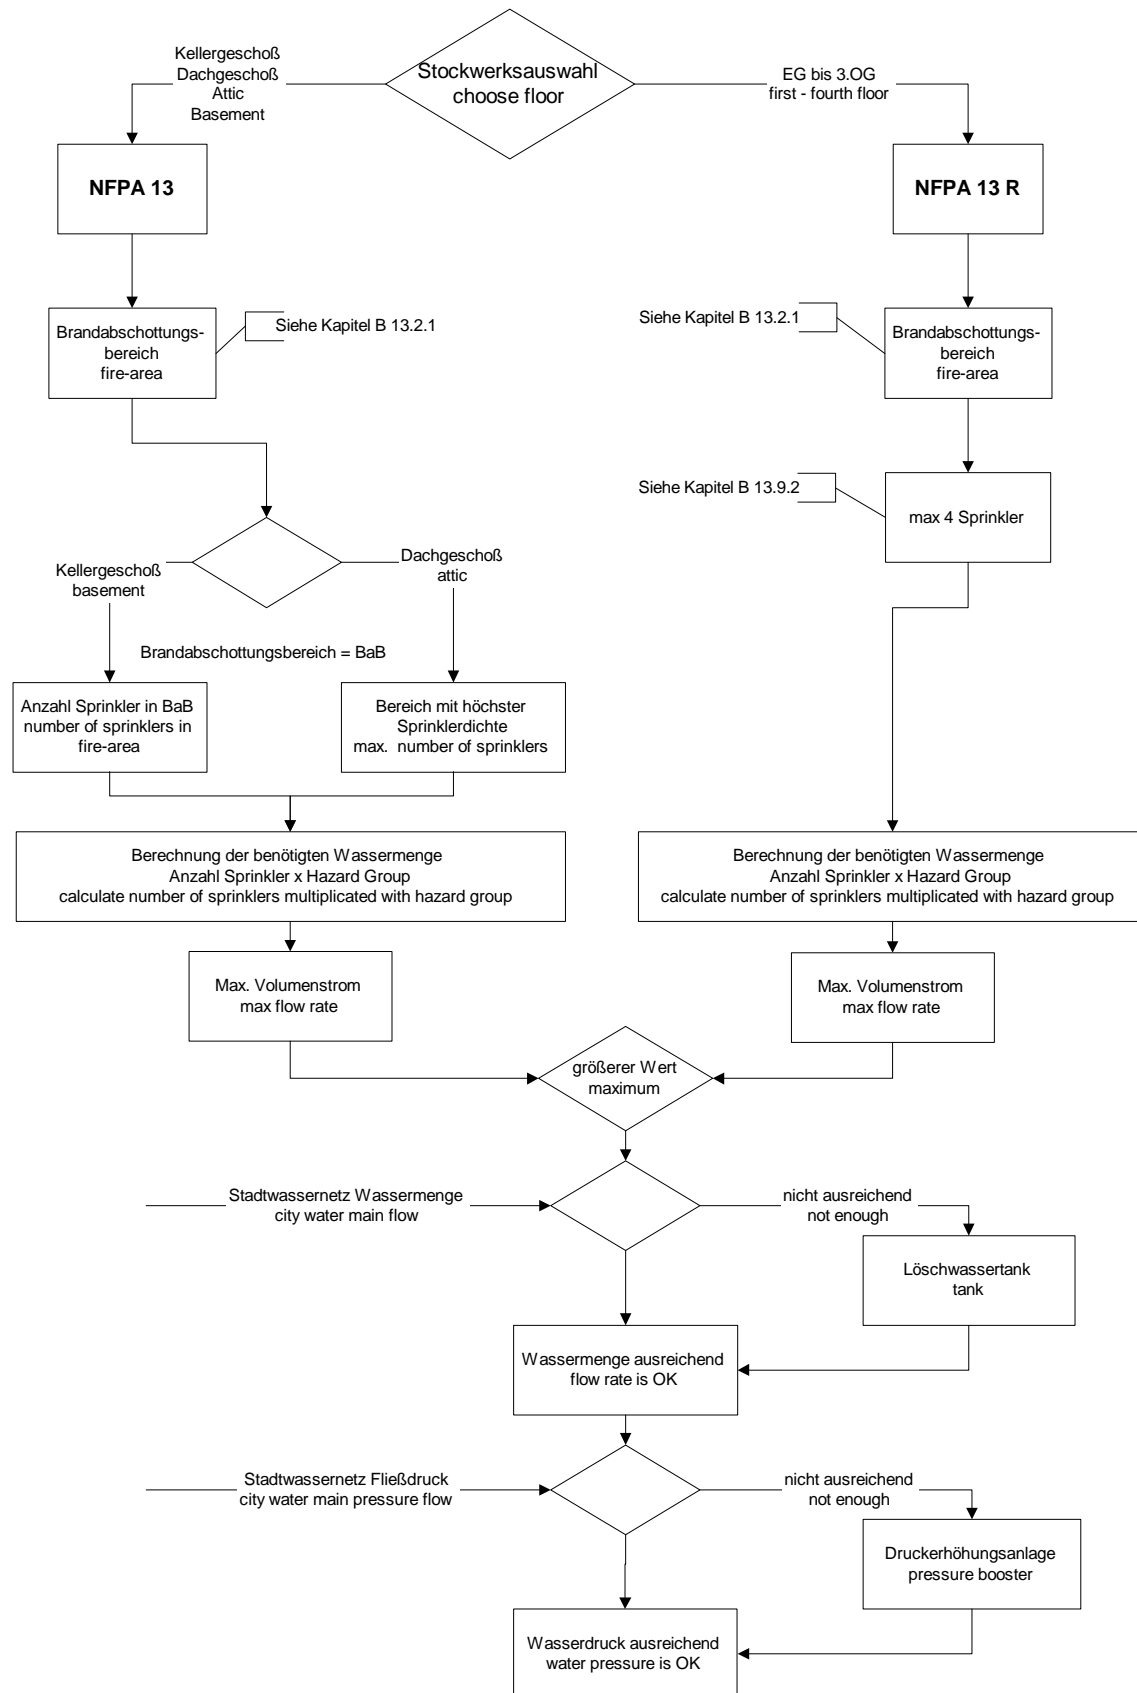 Stockwerksauswahl
choose floor
Kellergeschoß
Dachgeschoß
Attic
Basement
EG bis 3.OG
first - fourth floor
NFPA 13
NFPA 13 R
Brandabschottungs-
bereich
fire-area
Siehe Kapitel B 13.2.1
Siehe Kapitel B 13.2.1
Brandabschottungs-
bereich
fire-area
Siehe Kapitel B 13.9.2
max 4 Sprinkler
Kellergeschoß
basement
Dachgeschoß
attic
Brandabschottungsbereich = BaB
Anzahl Sprinkler in BaB
number of sprinklers in
fire-area
Bereich mit höchster
Sprinklerdichte
max. number of sprinklers
Berechnung der benötigten Wassermenge
Anzahl Sprinkler x Hazard Group
calculate number of sprinklers multiplicated with hazard group
Berechnung der benötigten Wassermenge
Anzahl Sprinkler x Hazard Group
calculate number of sprinklers multiplicated with hazard group
Max. Volumenstrom
max flow rate
Max. Volumenstrom
max flow rate
größerer Wert
maximum
Stadtwassernetz Wassermenge
city water main flow
nicht ausreichend
not enough
Löschwassertank
tank
Wassermenge ausreichend
flow rate is OK
Stadtwassernetz Fließdruck
city water main pressure flow
nicht ausreichend
not enough
Druckerhöhungsanlage
pressure booster
Wasserdruck ausreichend
water pressure is OK